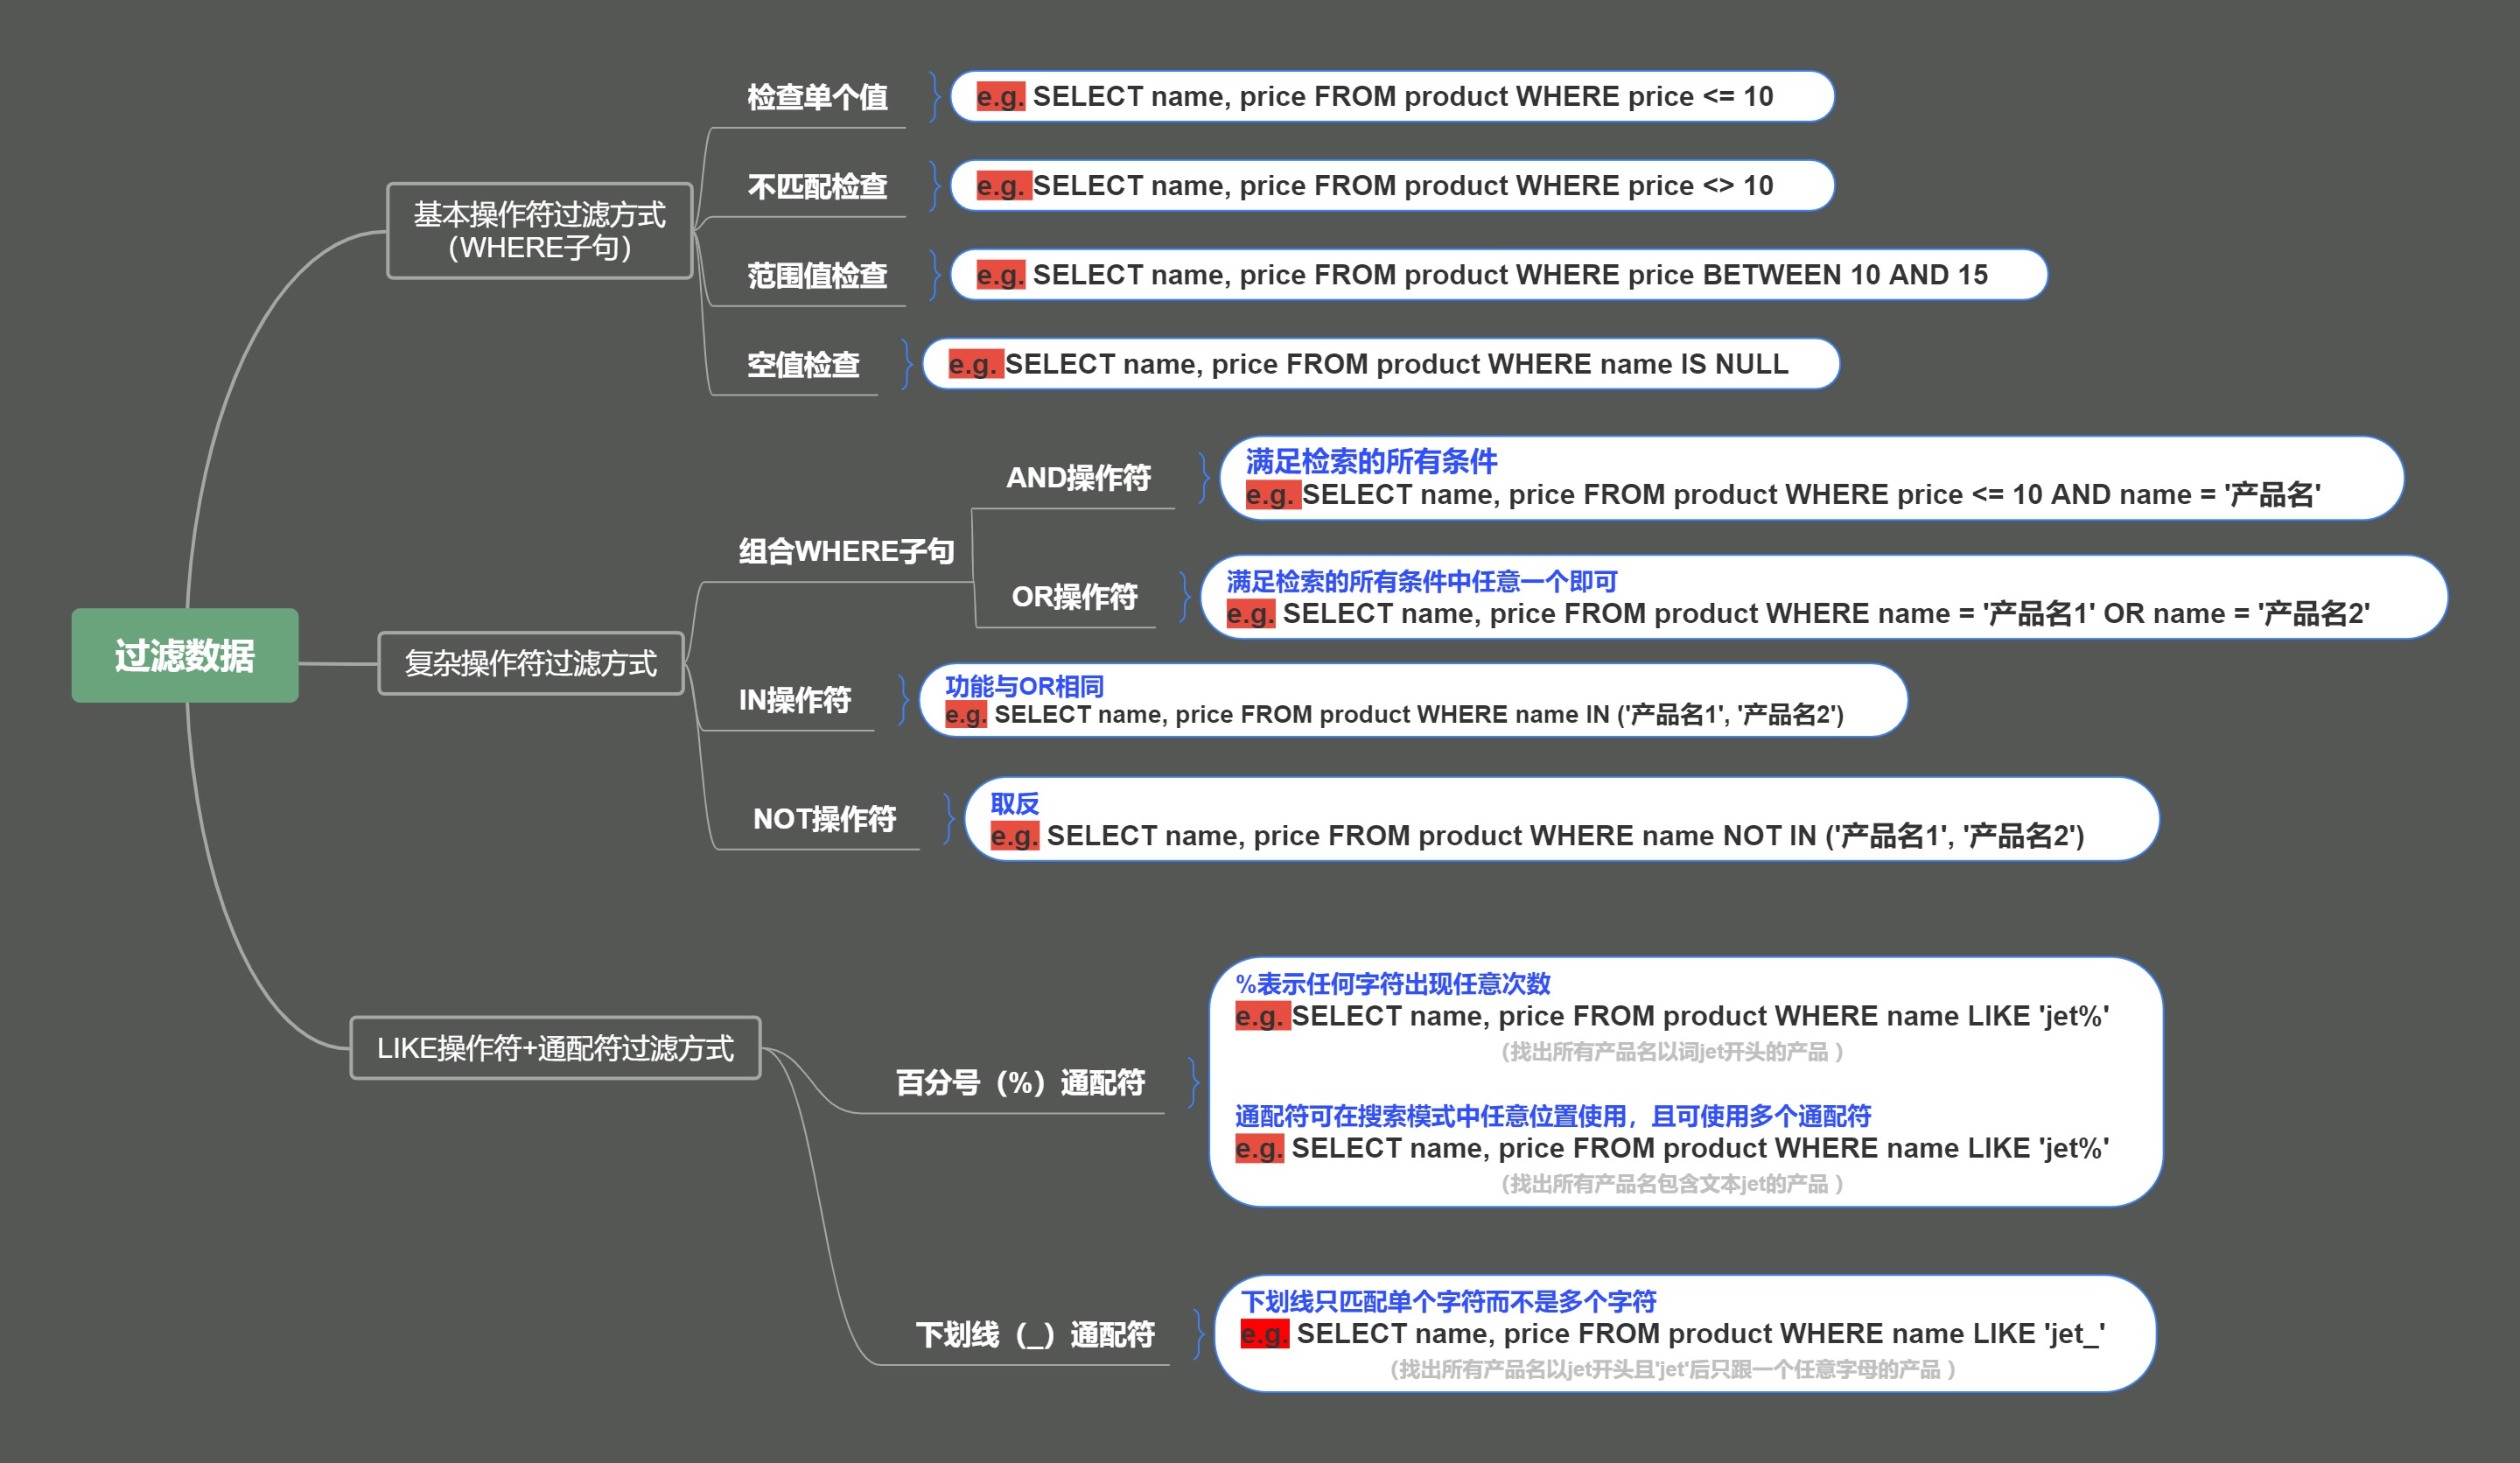 过滤数据
基本操作符过滤方式
（WHERE子句）
检查单个值
e.g. SELECT name, price FROM product WHERE price <= 10
不匹配检查
e.g. SELECT name, price FROM product WHERE price <> 10
范围值检查
e.g. SELECT name, price FROM product WHERE price BETWEEN 10 AND 15
空值检查
e.g. SELECT name, price FROM product WHERE name IS NULL
复杂操作符过滤方式
组合WHERE子句
AND操作符
满足检索的所有条件
e.g. SELECT name, price FROM product WHERE price <= 10 AND name = '产品名'
OR操作符
满足检索的所有条件中任意一个即可
e.g. SELECT name, price FROM product WHERE name = '产品名1' OR name = '产品名2'
IN操作符
功能与OR相同
e.g. SELECT name, price FROM product WHERE name IN ('产品名1', '产品名2')
NOT操作符
取反
e.g. SELECT name, price FROM product WHERE name NOT IN ('产品名1', '产品名2')
LIKE操作符+通配符过滤方式
百分号（%）通配符
%表示任何字符出现任意次数
e.g. SELECT name, price FROM product WHERE name LIKE 'jet%'
（找出所有产品名以词jet开头的产品 ）
通配符可在搜索模式中任意位置使用，且可使用多个通配符
e.g. SELECT name, price FROM product WHERE name LIKE 'jet%'
（找出所有产品名包含文本jet的产品 ）
下划线（_）通配符
下划线只匹配单个字符而不是多个字符
e.g. SELECT name, price FROM product WHERE name LIKE 'jet_'
（找出所有产品名以jet开头且'jet'后只跟一个任意字母的产品 ）